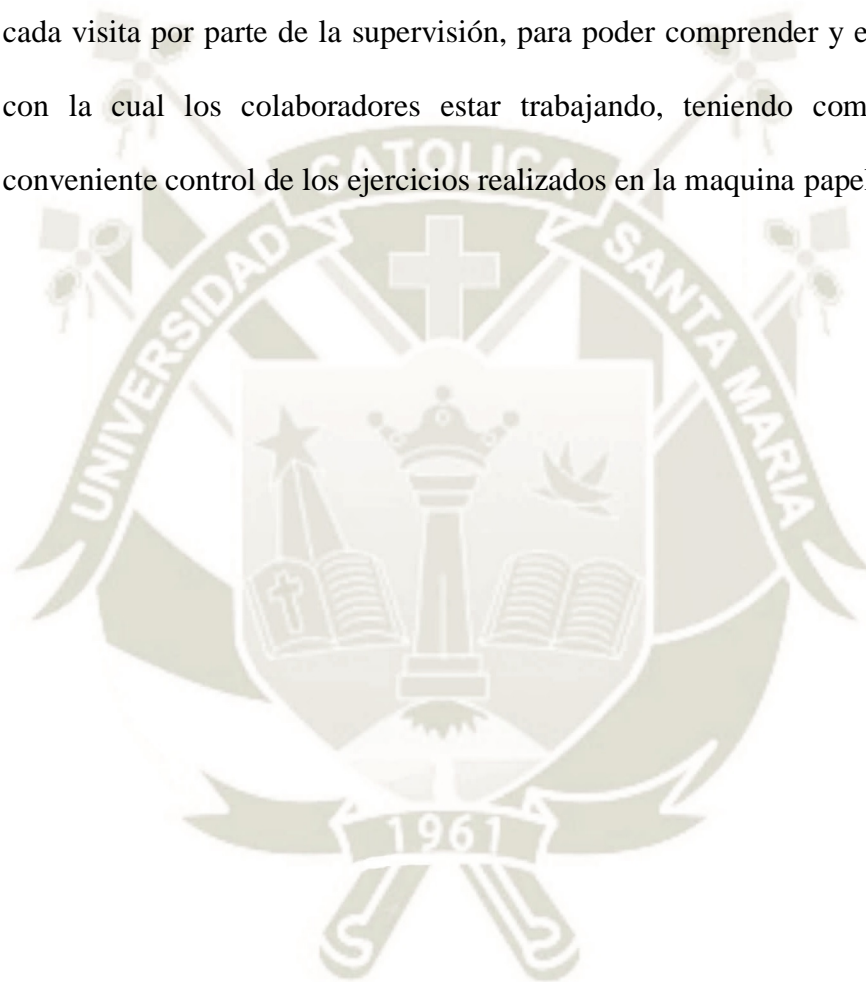 cada visita por parte de la supervisión, para poder comprender y e
con la cual los colaboradores estar trabajando, teniendo com
conveniente control de los ejercicios realizados en la maquina papel
UNIVERSIDAD CATOLICA SANTA MARIA
1961